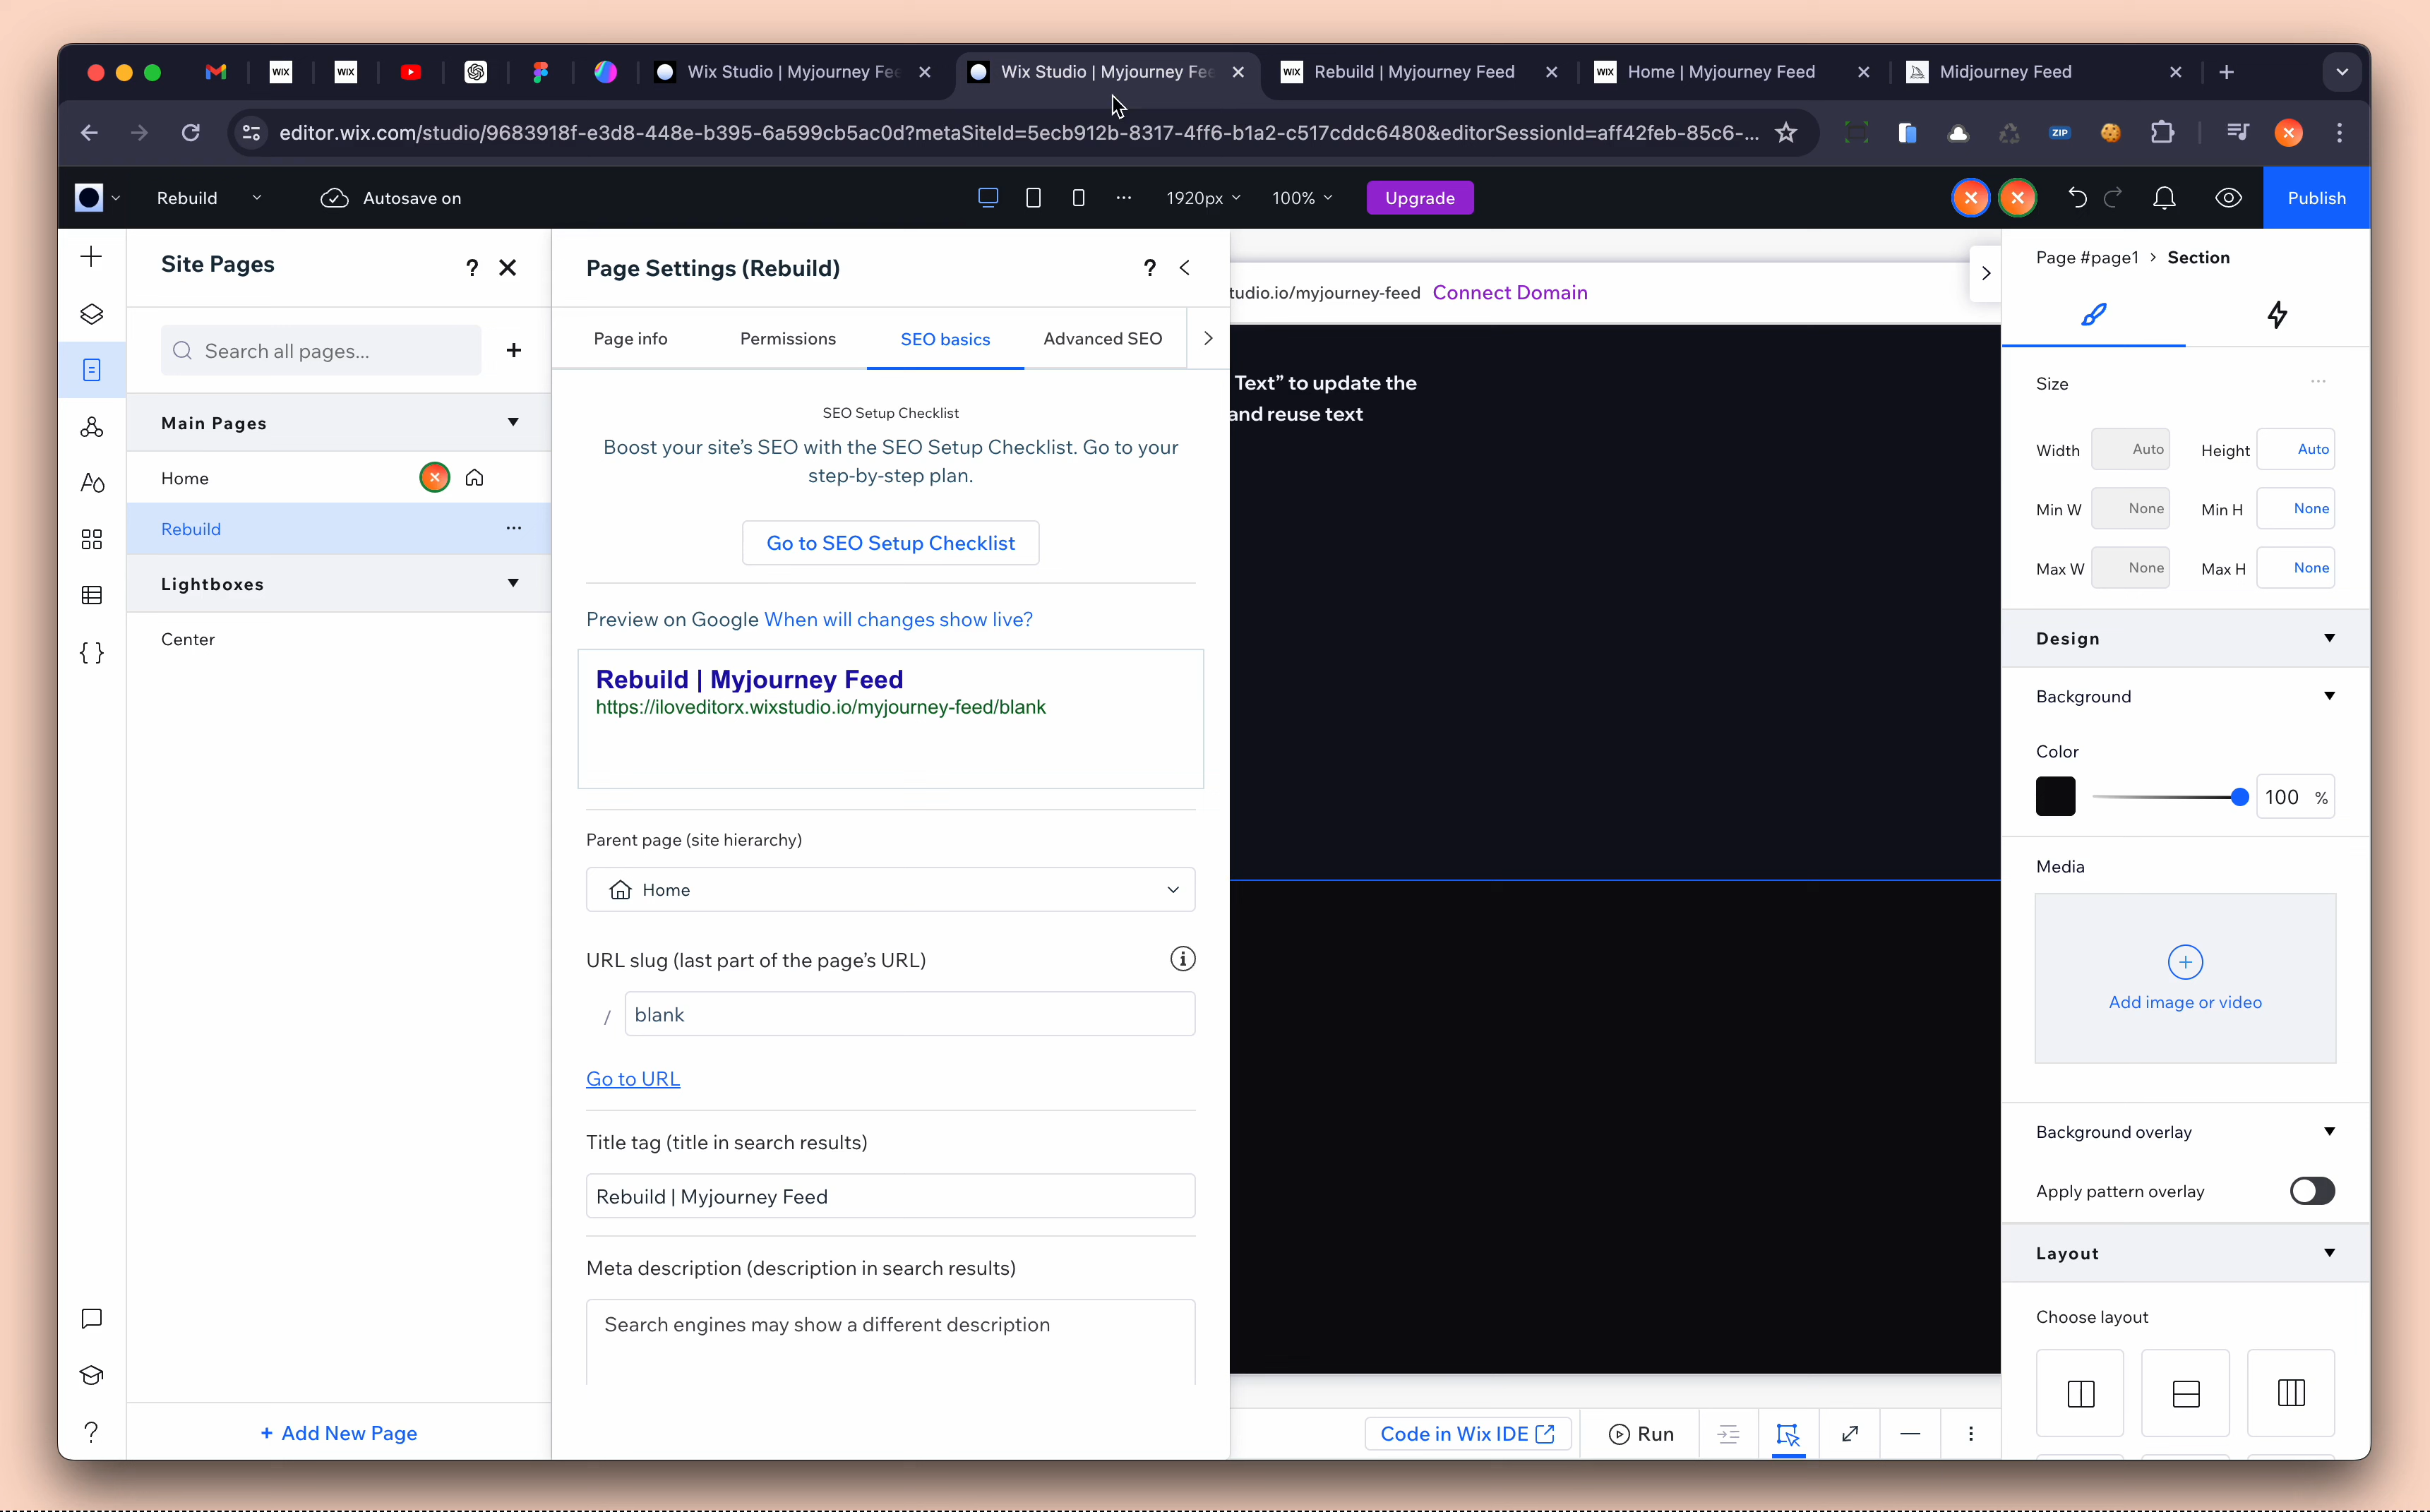 WIX
WIX
Wix Studio | Myjourney Fee
Wix Studio | Myjourney Fee
WIX
Rebuild | Myjourney Feed
WIX
Home | Myjourney Feed
Midjourney Feed
editor.wix.com/studio/9683918f-e3d8-448e-b395-6a599cb5ac0d?metaSiteId=5ecb912b-8317-4ff6-b1a2-c517cddc6480&editorSessionId=aff42feb-85c6-...
ZIP
Rebuild
Autosave on
1920px
100%
Upgrade
Publish
Site Pages
?
Search all pages...
Main Pages
Home
Rebuild
Lightboxes
Center
+ Add New Page
Page Settings (Rebuild)
?
Page info
Permissions
SEO basics
Advanced SEO
SEO Setup Checklist
Boost your site's SEO with the SEO Setup Checklist. Go to your
step-by-step plan.
Go to SEO Setup Checklist
Preview on Google When will changes show live?
Rebuild | Myjourney Feed
https://iloveditorx.wixstudio.io/myjourney-feed/blank
Parent page (site hierarchy)
Home
URL slug (last part of the page's URL)
/ blank
Go to URL
Title tag (title in search results)
Rebuild | Myjourney Feed
Meta description (description in search results)
Search engines may show a different description
tudio.io/myjourney-feed Connect Domain
Text” to update the
and reuse text
Code in Wix IDE
Run
Page #page1 > Section
Size
Width Auto Height Auto
Min W None Min H None
Max W None Max H None
Design
Background
Color
100 %
Media
Add image or video
Background overlay
Apply pattern overlay
Layout
Choose layout